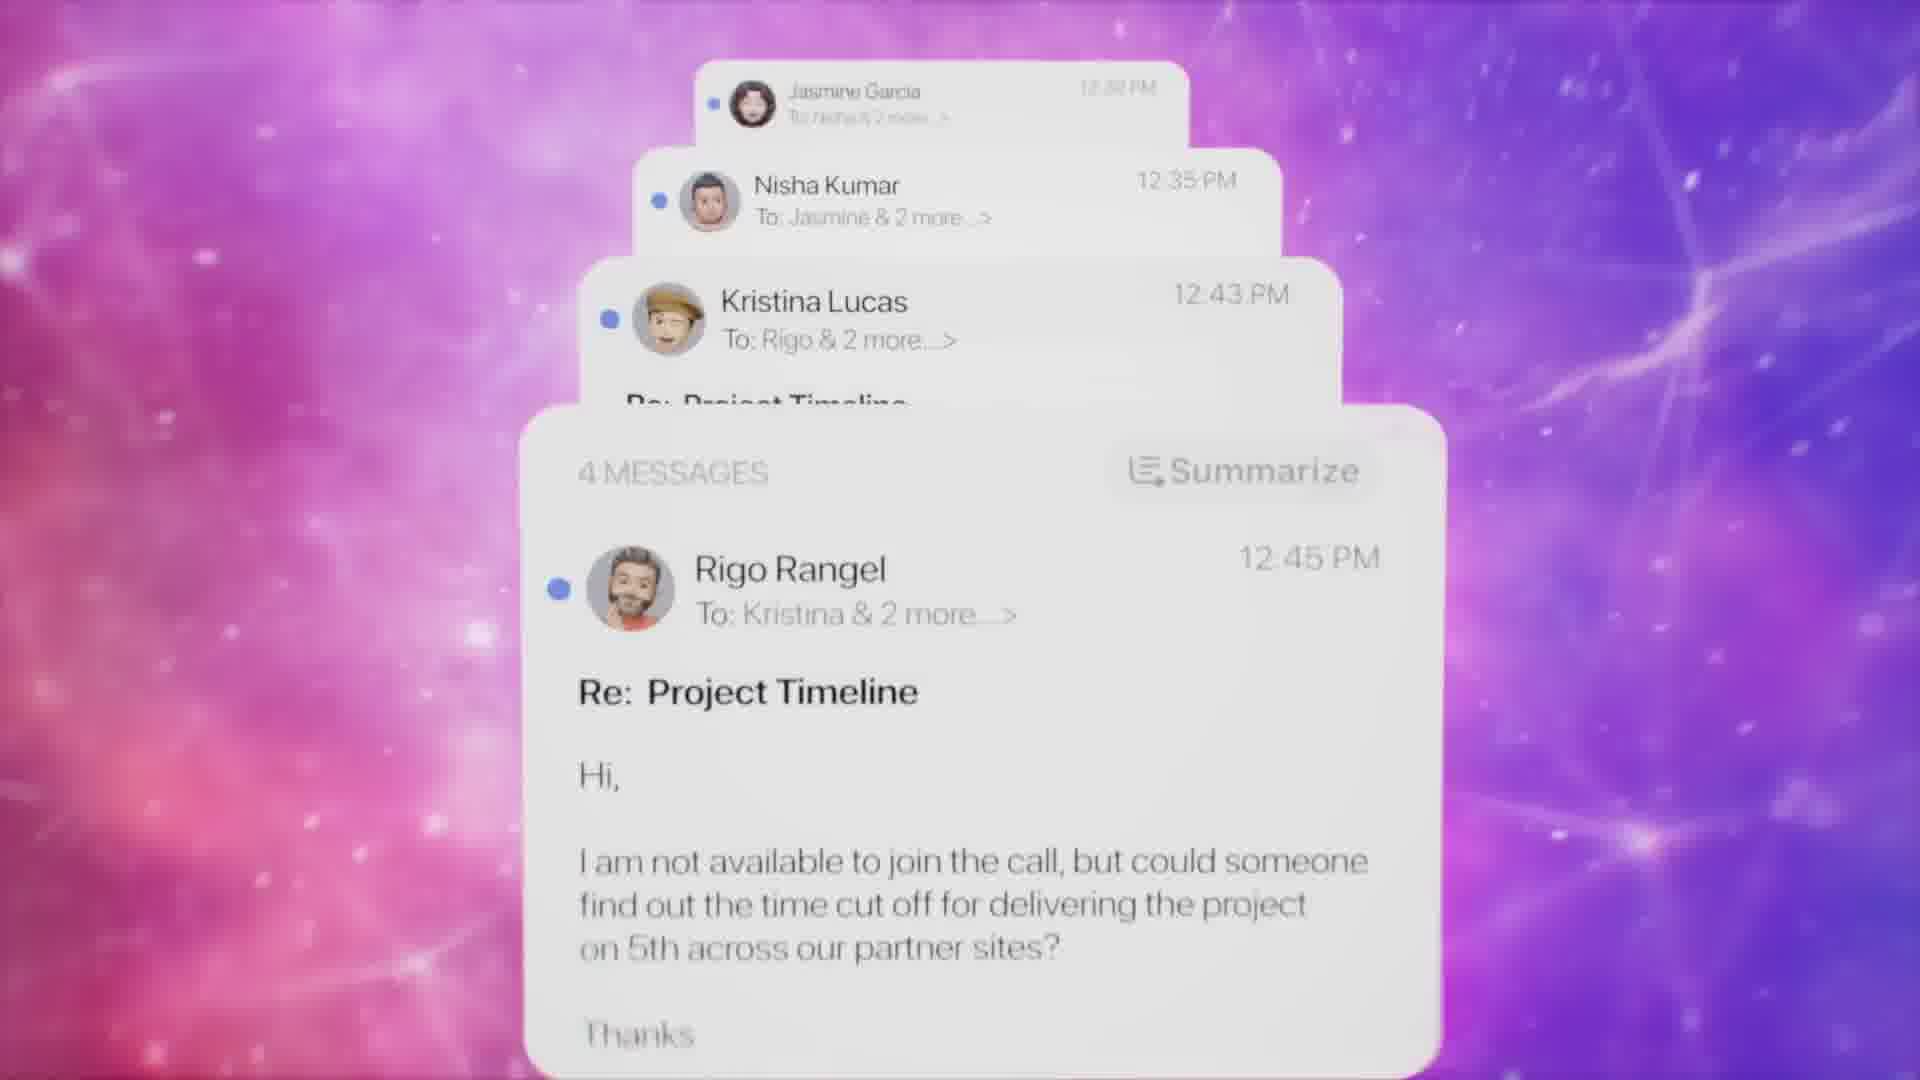 Jasmine Garcia
To: Nisha & 2 more...>
Nisha Kumar
12:35 PM
To: Jasmine & 2 more...>
Kristina Lucas
12:43 PM
To: Rigo & 2 more...>
Re: Project Timeline
4 MESSAGES
Summarize
Rigo Rangel
12:45 PM
To: Kristina & 2 more...>
Re: Project Timeline
Hi,
I am not available to join the call, but could someone
find out the time cut off for delivering the project
on 5th across our partner sites?
Thanks